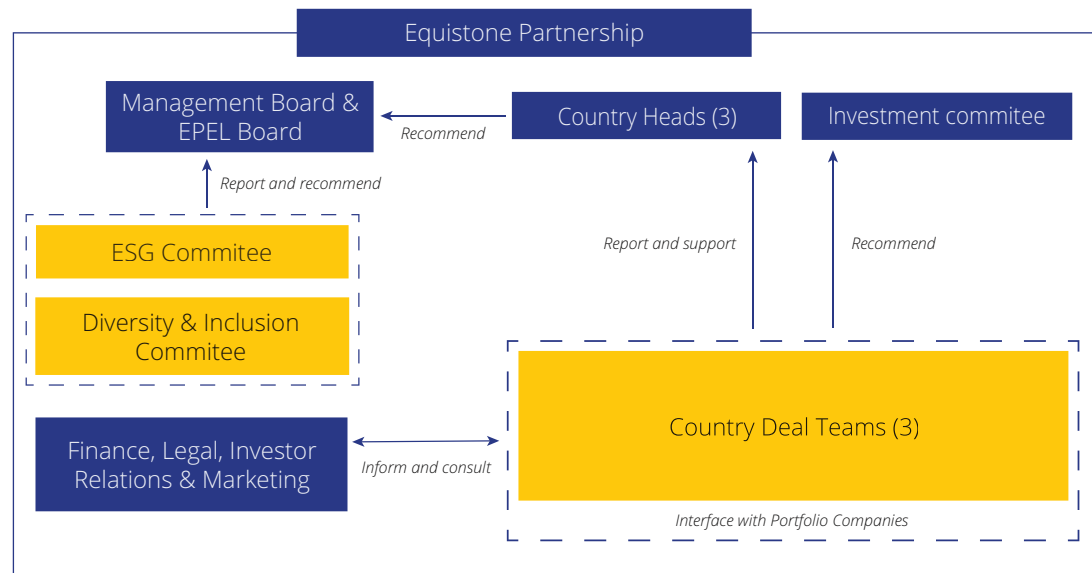 Equistone Partnership
Management Board &
EPEL Board
Recommend
Country Heads (3)
Investment commitee
Report and recommend
ESG Commitee
Diversity & Inclusion
Commitee
Report and support
Recommend
Finance, Legal, Investor
Relations & Marketing
Inform and consult
Country Deal Teams (3)
Interface with Portfolio Companies